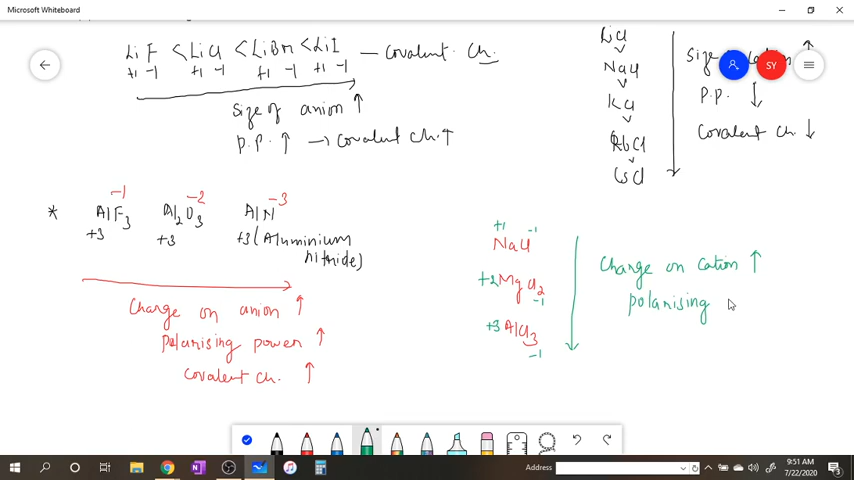 Microsoft Whiteboard
LiF < LiCl < LiBr < LiI — Covalent Ch.
+1 -1 +1 -1 +1 -1 +1 -1
Size of anion ↑
P.P. ↑ → Covalent Ch. ↑
LiCl
NaCl
KCl
RbCl
CsCl
Size ↑
P.P. ↓
Covalent Ch. ↓
SY
* AlF3 Al2O3 AlN
-1 -2 -3
+3 +3 +3 (Aluminium
nitride)
Charge on anion ↑
Polarising power ↑
Covalent Ch. ↑
+1 -1
NaCl
+2 MgCl2
-1
+3 AlCl3
-1
Charge on cation ↑
polarising
Address
9:51 AM
7/22/2020